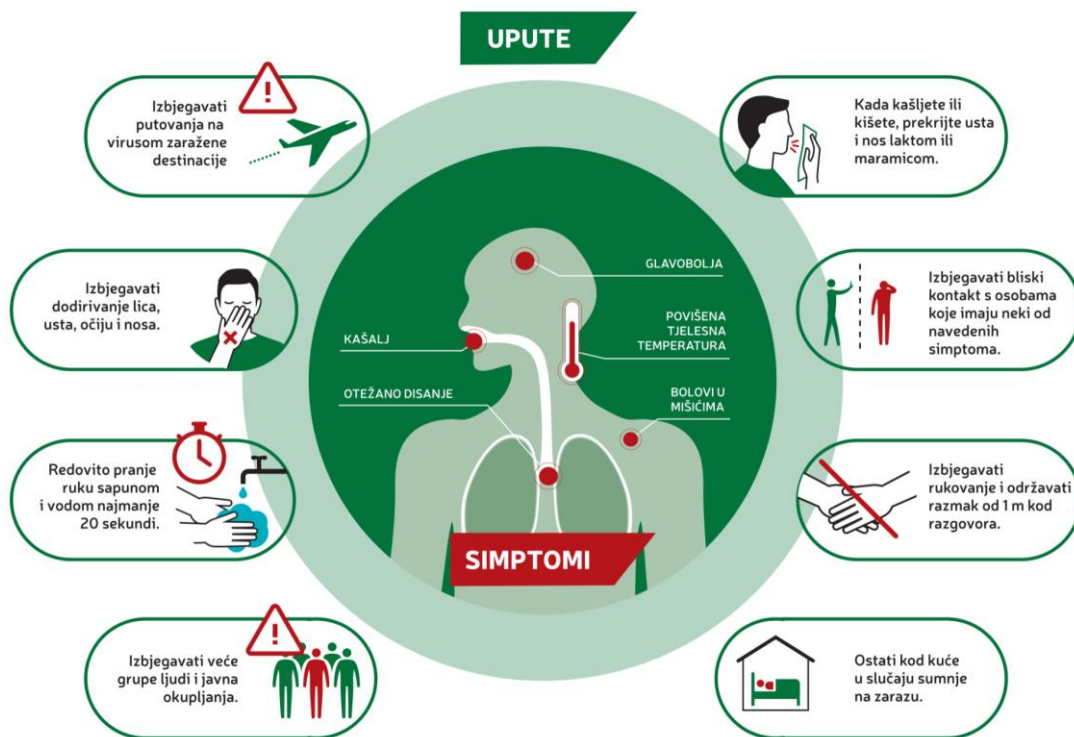 UPUTE
Izbjegavati
putovanja na
virusom zaražene
destinacije
Kada kašljete ili
kišete, prekrijte usta
i nos laktom ili
maramicom.
Izbjegavati
dodirivanje lica,
usta, očiju i nosa.
Izbjegavati bliski
kontakt s osobama
koje imaju neki od
navedenih
simptoma.
Redovito pranje
ruku sapunom
i vodom najmanje
20 sekundi.
Izbjegavati
rukovanje i održavati
razmak od 1 m kod
razgovora.
Izbjegavati veće
grupe ljudi i javna
okupljanja.
Ostati kod kuće
u slučaju sumnje
na zarazu.
GLAVOBOLJA
POVIŠENA
TJELESNA
TEMPERATURA
KAŠALJ
OTEŽANO DISANJE
BOLOVI U
MIŠIĆIMA
SIMPTOMI